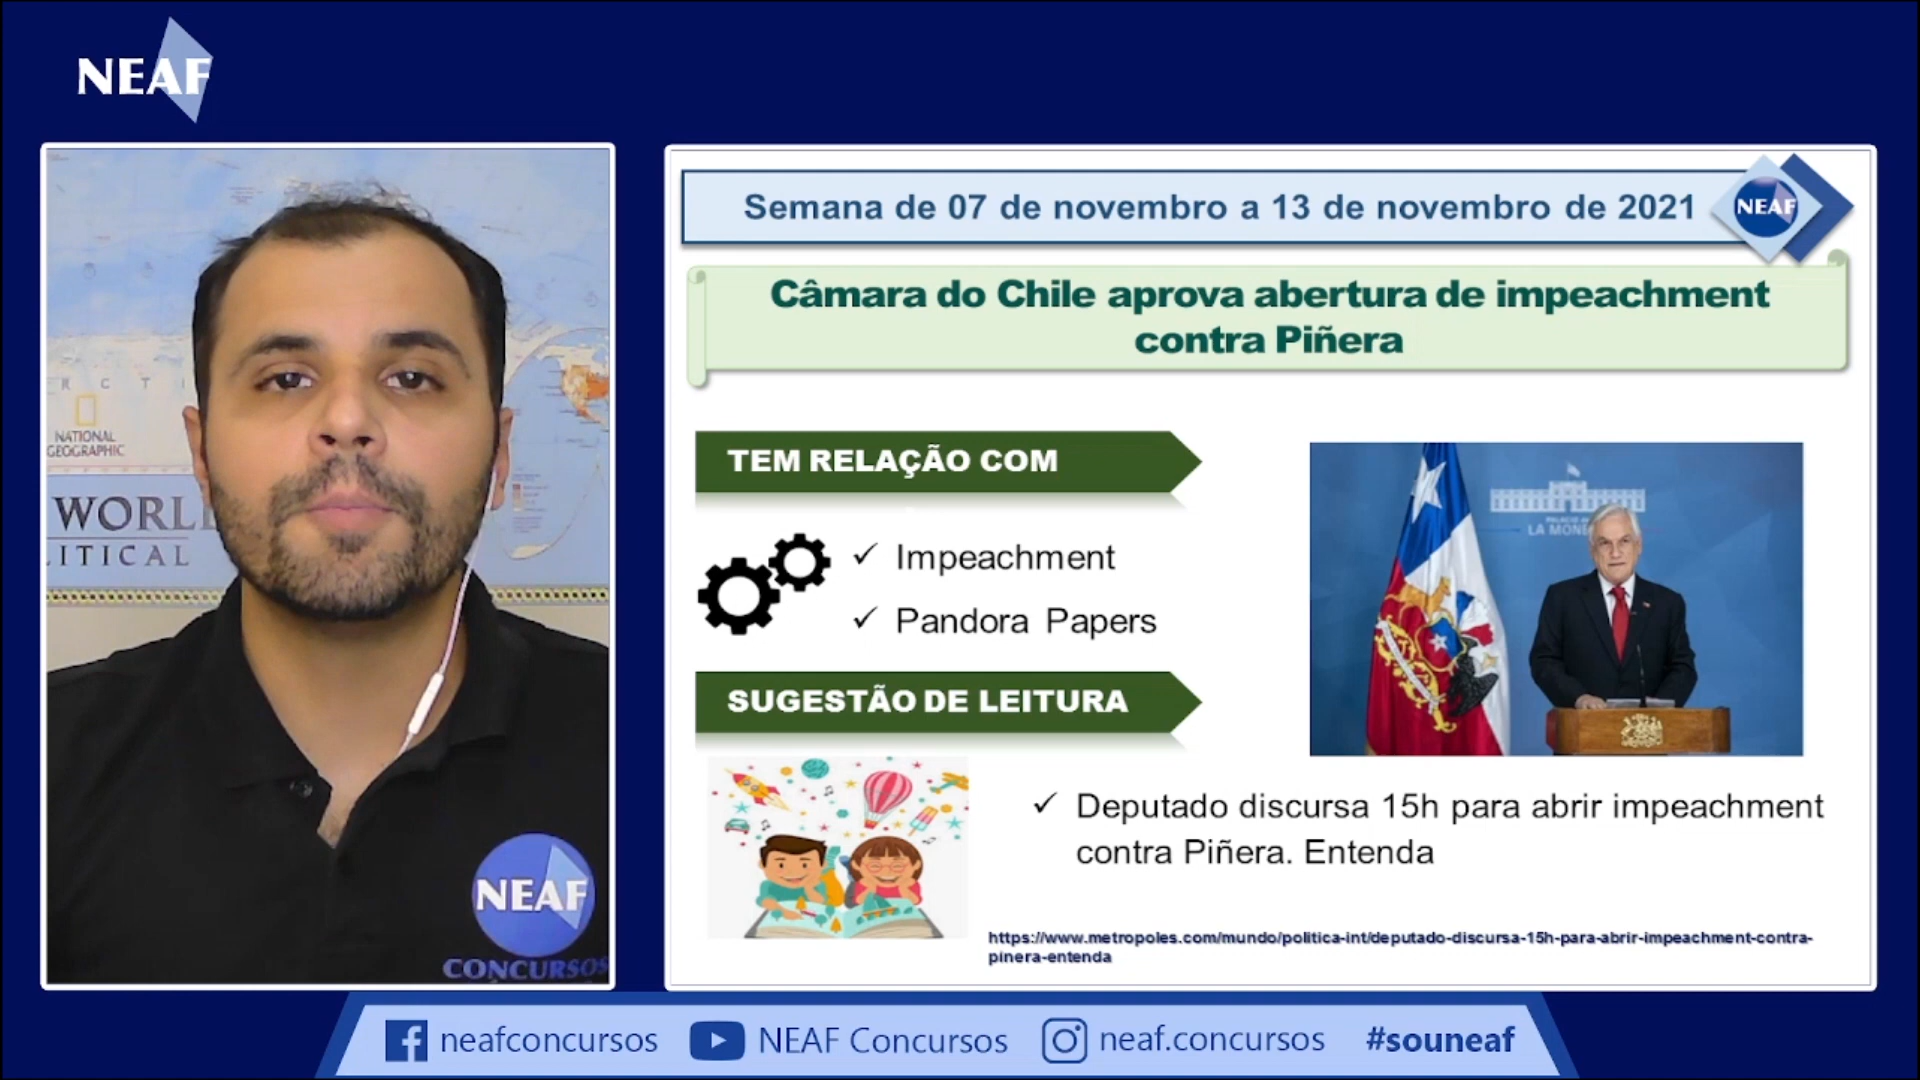 NEAF
NATIONAL
GEOGRAPHIC
WORL
ITICAL
NEAF
CONCURSOS
Semana de 07 de novembro a 13 de novembro de 2021
NEAF
Câmara do Chile aprova abertura de impeachment
contra Piñera
TEM RELAÇÃO COM
✓ Impeachment
✓ Pandora Papers
LA MONE
SUGESTÃO DE LEITURA
✓ Deputado discursa 15h para abrir impeachment
contra Piñera. Entenda
https://www.metropoles.com/mundo/politica-int/deputado-discursa-15h-para-abrir-impeachment-contra-
pinera-entenda
neafconcursos
NEAF Concursos
neaf.concursos
#souneaf